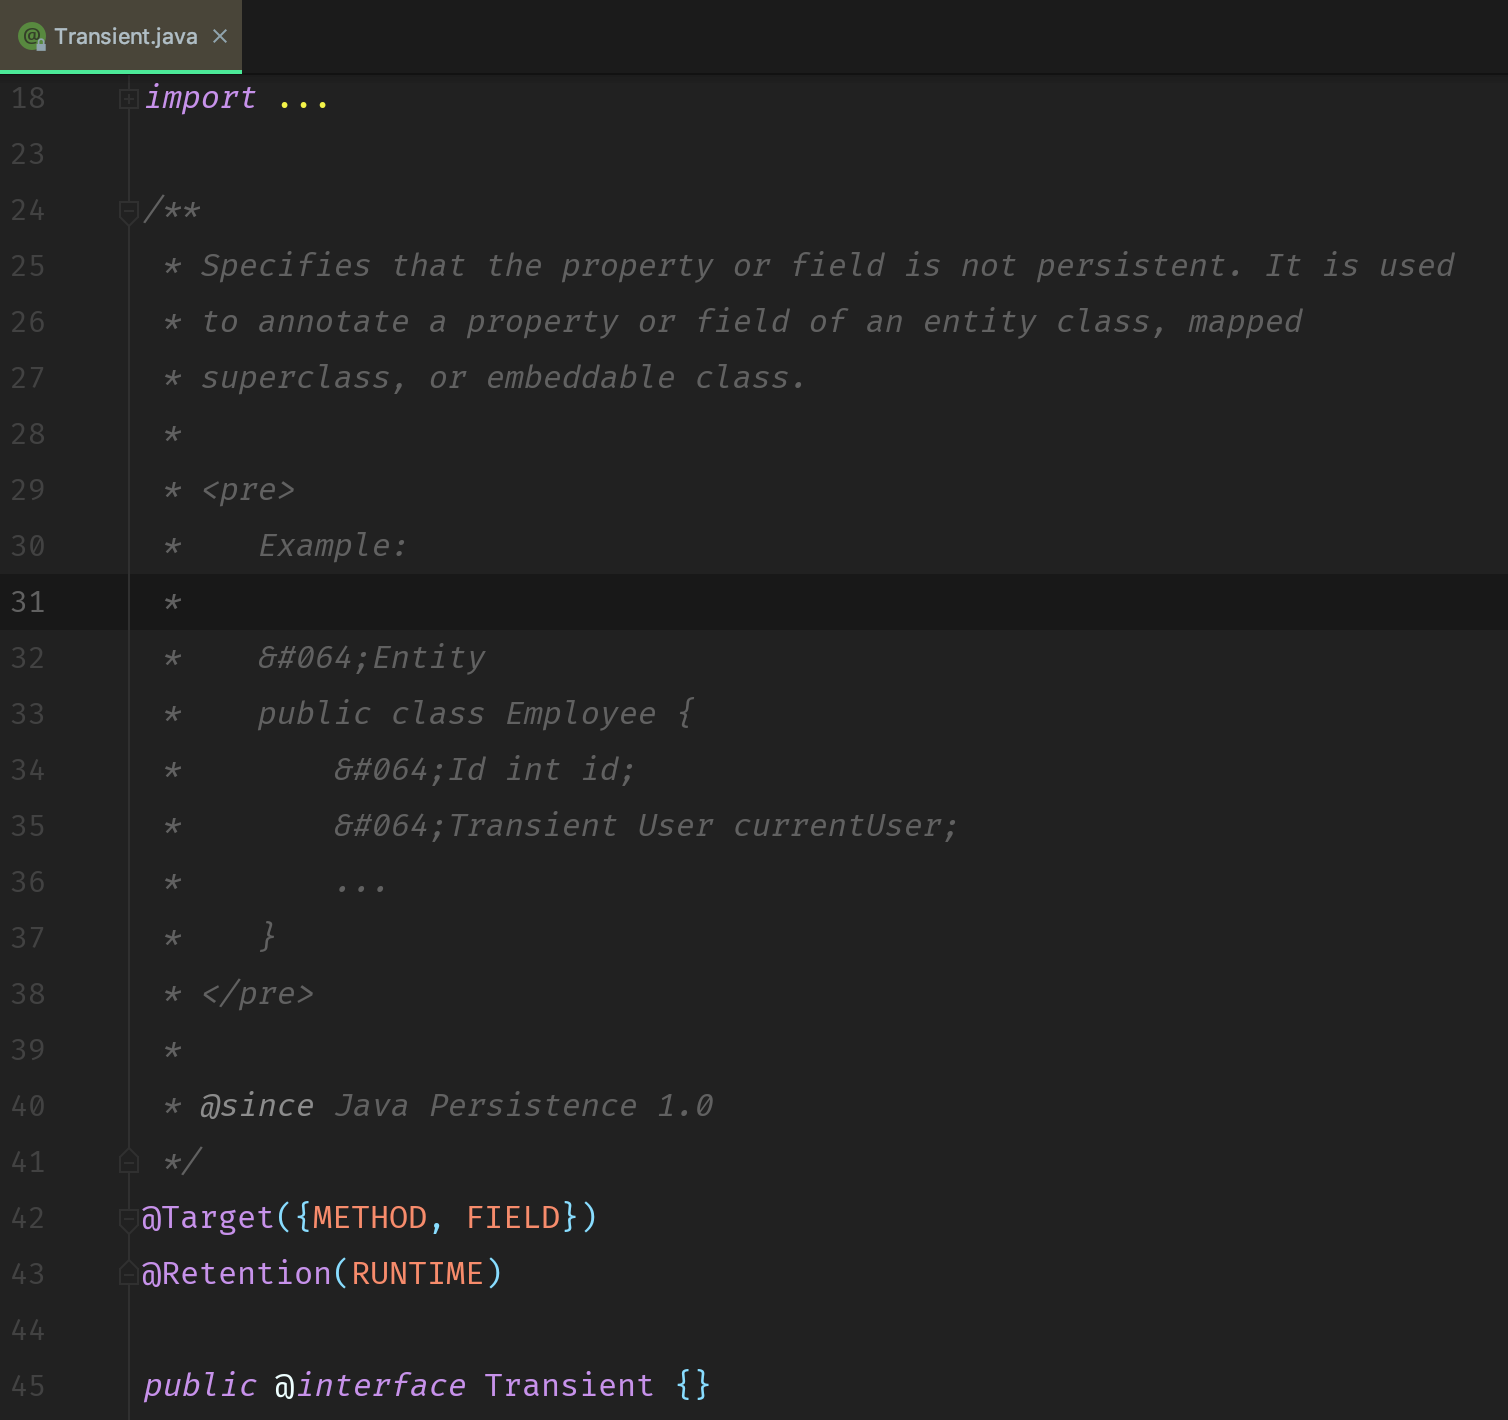 Transient.java
18 import ...
23
24 /**
25  * Specifies that the property or field is not persistent. It is used
26  * to annotate a property or field of an entity class, mapped
27  * superclass, or embeddable class.
28  *
29  * <pre>
30  *    Example:
31  *
32  *    &#064;Entity
33  *    public class Employee {
34  *        &#064;Id int id;
35  *        &#064;Transient User currentUser;
36  *        ...
37  *    }
38  * </pre>
39  *
40  * @since Java Persistence 1.0
41  */
42 @Target({METHOD, FIELD})
43 @Retention(RUNTIME)
44
45 public @interface Transient {}